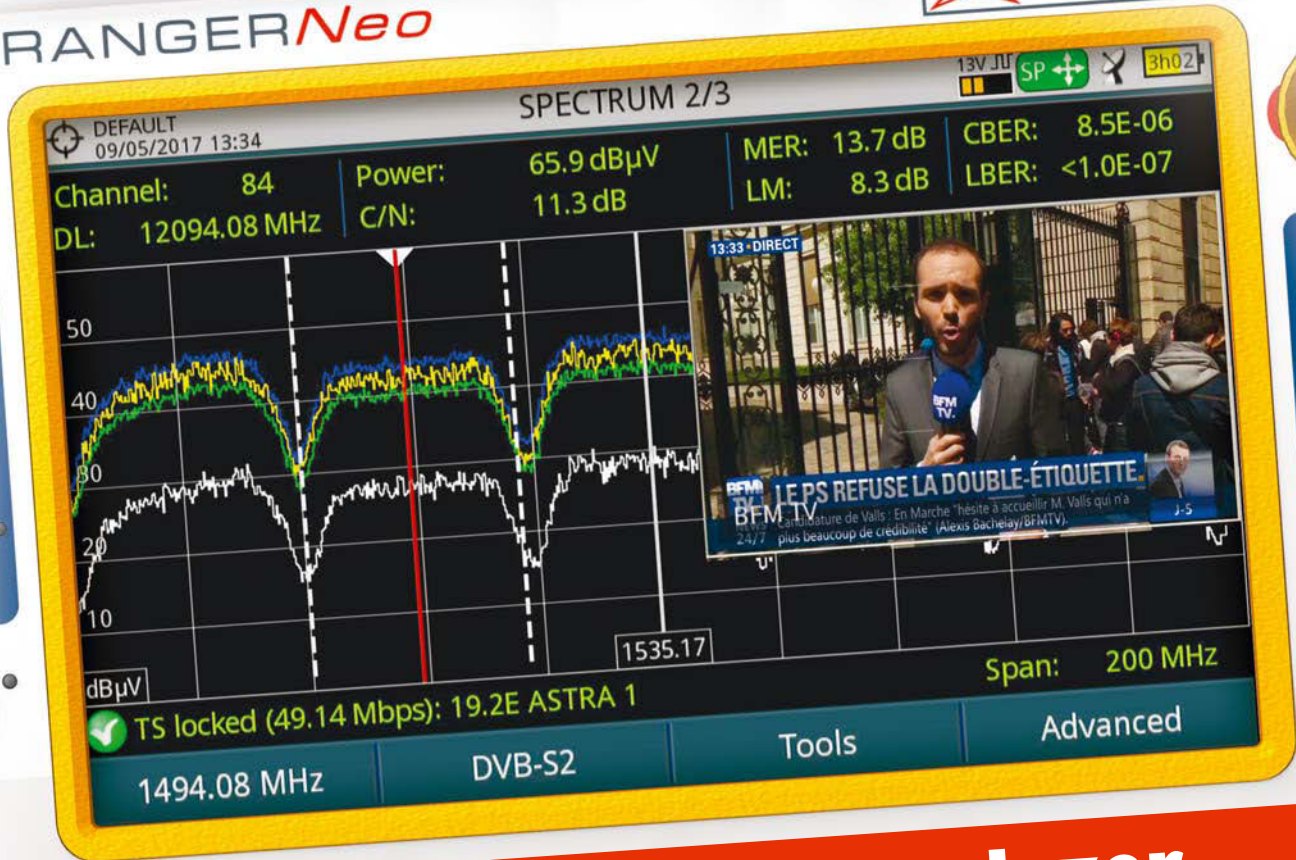 RANGERNeo
DEFAULT
09/05/2017 13:34
SPECTRUM 2/3
13V
SP
3h02
Channel: 84
DL: 12094.08 MHz
Power: 65.9 dBµV
C/N: 11.3 dB
MER: 13.7 dB
LM: 8.3 dB
CBER: 8.5E-06
LBER: <1.0E-07
50
40
30
20
10
dBµV
13:33 DIRECT
BFM
TV.
BFM
TV.
LE PS REFUSE LA DOUBLE-ÉTIQUETTE
BFM TV
NEWS
24/7
Candidature de Valls : En Marche "hésite à accueillir M. Valls qui n'a
plus beaucoup de crédibilité" (Alexis Bachelay/BFMTV).
J-5
1535.17
Span: 200 MHz
TS locked (49.14 Mbps): 19.2E ASTRA 1
1494.08 MHz
DVB-S2
Tools
Advanced